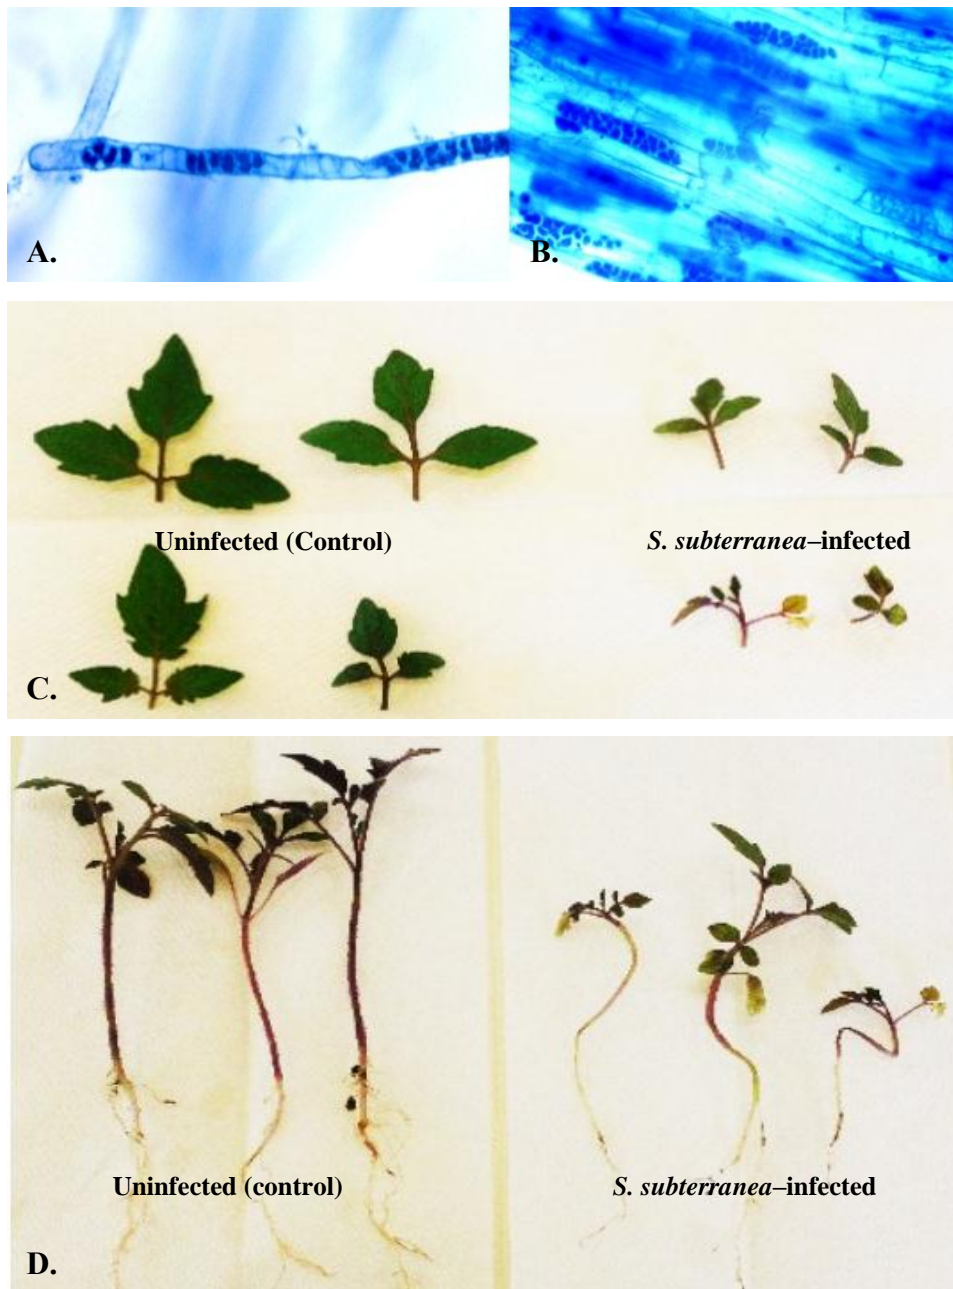 A.
B.
Uninfected (Control)
S. subterranea–infected
C.
Uninfected (control)
S. subterranea–infected
D.